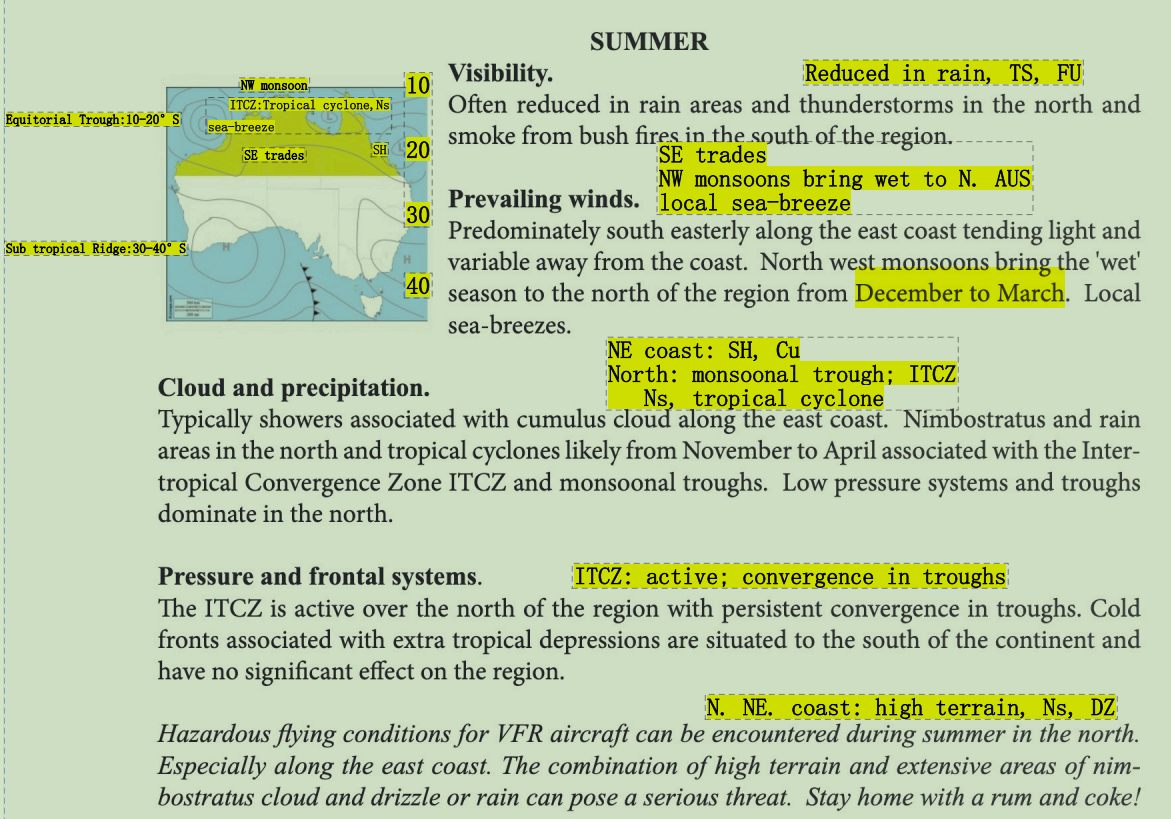 SUMMER
Visibility.
Reduced in rain, TS, FU
Often reduced in rain areas and thunderstorms in the north and
smoke from bush fires in the south of the region.
NW monsoon
ITCZ:Tropical cyclone,Ns
sea-breeze
SE trades
SH
L
H
H
10
20
30
40
Equitorial Trough:10-20° S
Sub tropical Ridge:30-40° S
SE trades
NW monsoons bring wet to N. AUS
local sea-breeze
Prevailing winds.
Predominately south easterly along the east coast tending light and
variable away from the coast. North west monsoons bring the 'wet'
season to the north of the region from December to March. Local
sea-breezes.
NE coast: SH, Cu
North: monsoonal trough; ITCZ
Ns, tropical cyclone
Cloud and precipitation.
Typically showers associated with cumulus cloud along the east coast. Nimbostratus and rain
areas in the north and tropical cyclones likely from November to April associated with the Inter-
tropical Convergence Zone ITCZ and monsoonal troughs. Low pressure systems and troughs
dominate in the north.
Pressure and frontal systems.
ITCZ: active; convergence in troughs
The ITCZ is active over the north of the region with persistent convergence in troughs. Cold
fronts associated with extra tropical depressions are situated to the south of the continent and
have no significant effect on the region.
N. NE. coast: high terrain, Ns, DZ
Hazardous flying conditions for VFR aircraft can be encountered during summer in the north.
Especially along the east coast. The combination of high terrain and extensive areas of nim-
bostratus cloud and drizzle or rain can pose a serious threat. Stay home with a rum and coke!